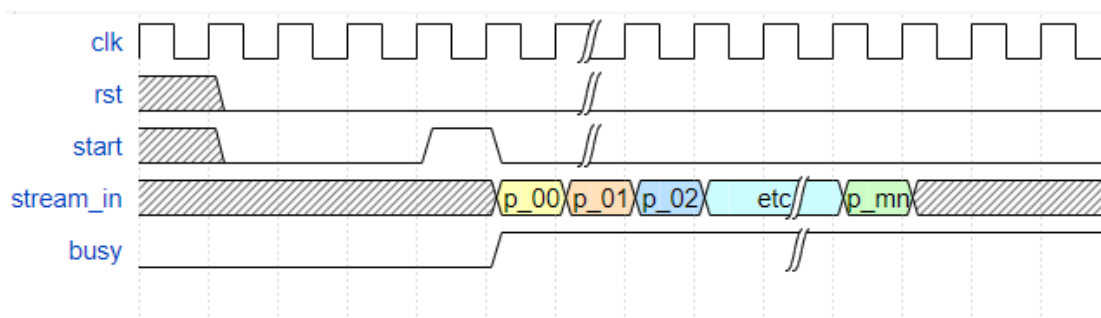 clk
rst
start
stream_in p_00 p_01 p_02 etc p_mn
busy